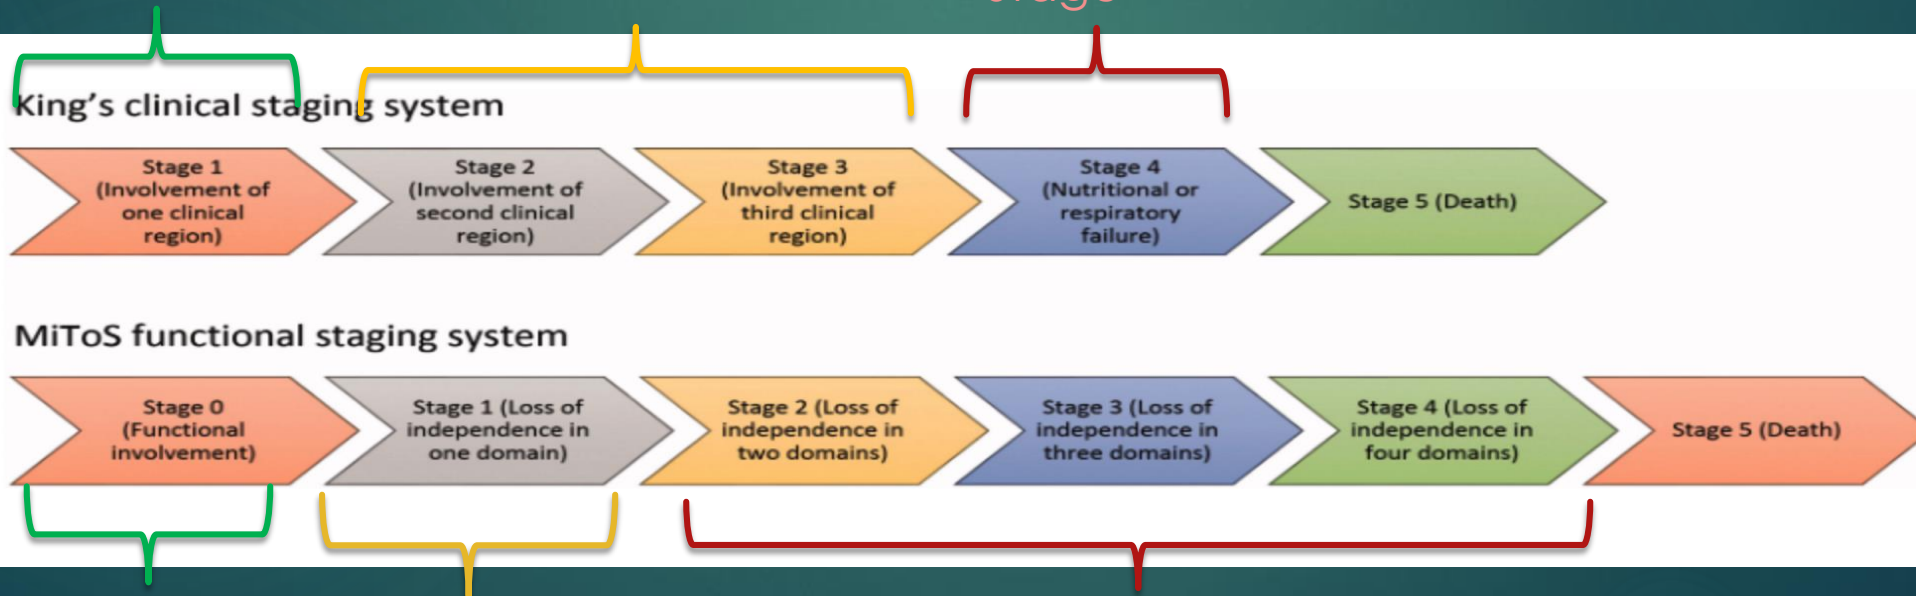 King's clinical staging system
Stage 1
(Involvement of
one clinical
region)
Stage 2
(Involvement of
second clinical
region)
Stage 3
(Involvement of
third clinical
region)
Stage 4
(Nutritional or
respiratory
failure)
Stage 5 (Death)
MiToS functional staging system
Stage 0
(Functional
involvement)
Stage 1 (Loss of
independence in
one domain)
Stage 2 (Loss of
independence in
two domains)
Stage 3 (Loss of
independence in
three domains)
Stage 4 (Loss of
independence in
four domains)
Stage 5 (Death)